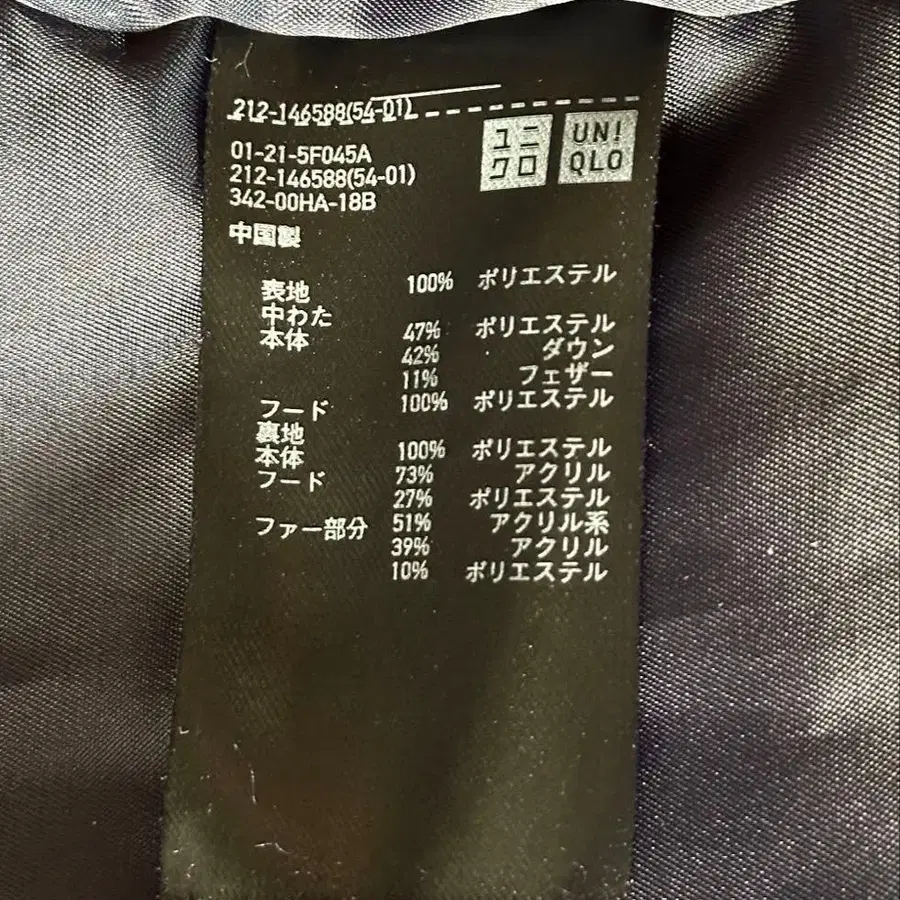 212-146588(54-01)
ユニ
クロ
UNI
QLO
01-21-5F045A
212-146588(54-01)
342-00HA-18B
中国製
表地 100% ポリエステル
中わた
本体 47% ポリエステル
42% ダウン
11% フェザー
フード 100% ポリエステル
裏地
本体 100% ポリエステル
フード 73% アクリル
27% ポリエステル
ファー部分 51% アクリル系
39% アクリル
10% ポリエステル